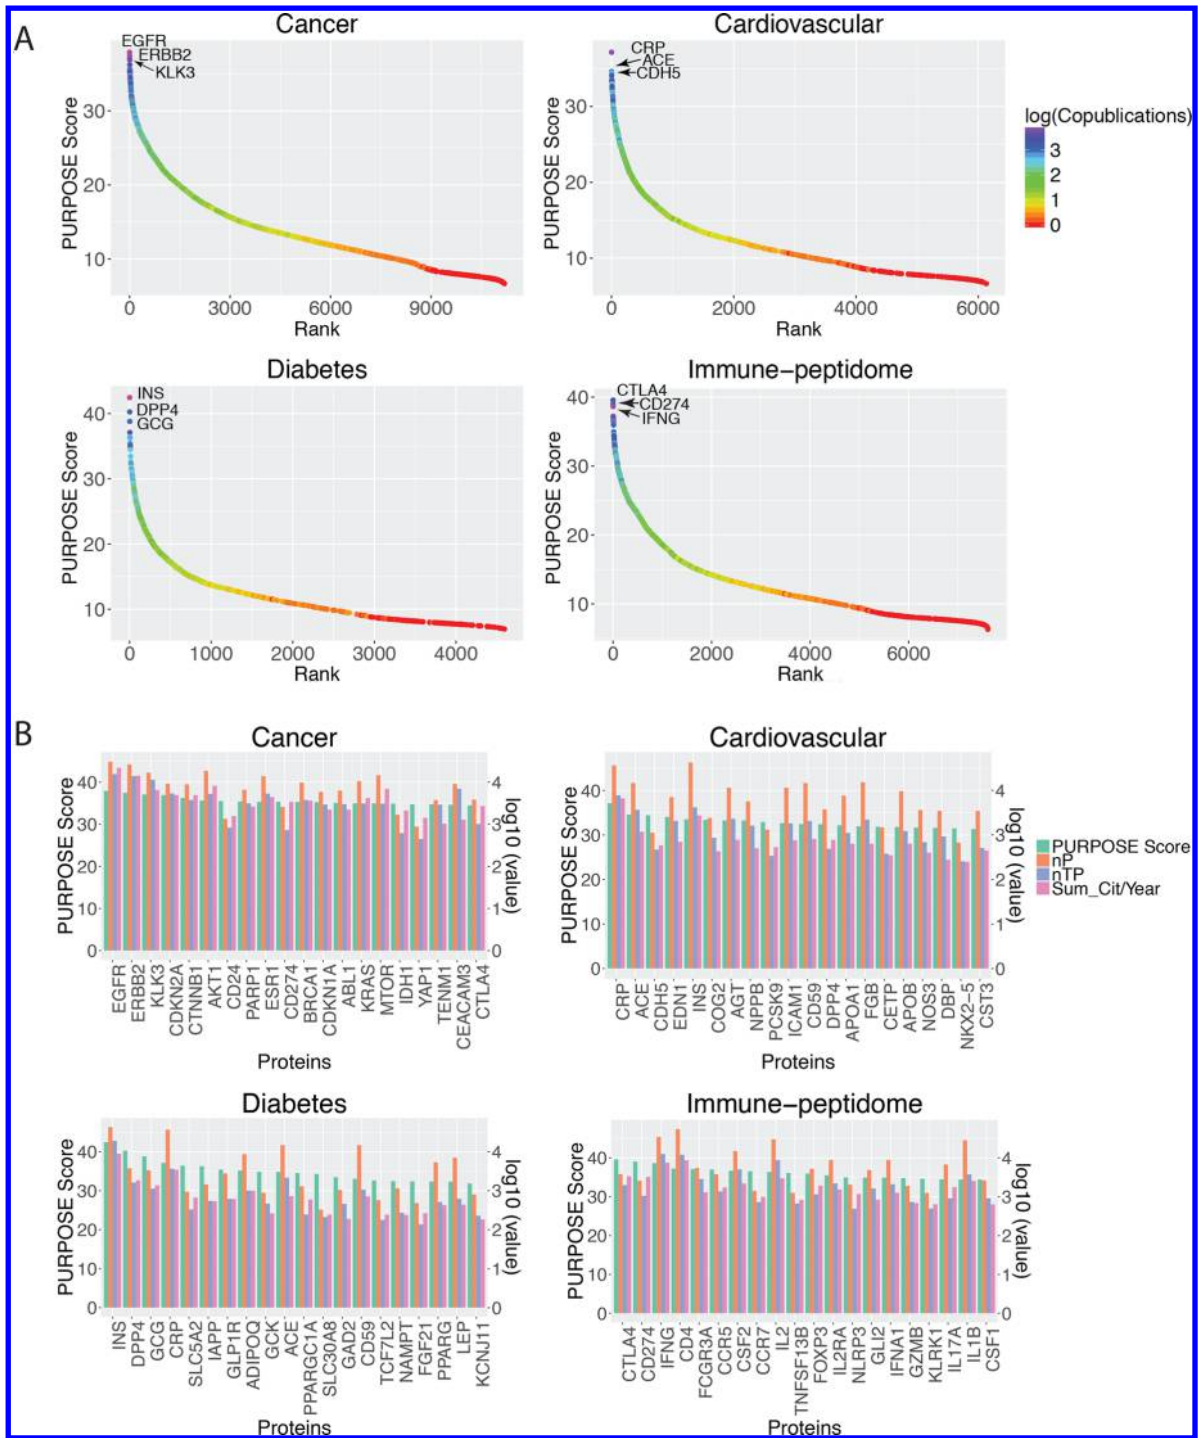 A
Cancer
EGFR
ERBB2
KLK3
30
20
10
PURPOSE Score
0 3000 6000 9000
Rank
Cardiovascular
CRP
ACE
CDH5
30
20
10
PURPOSE Score
0 2000 4000 6000
Rank
log(Copublications)
3
2
1
0
Diabetes
INS
DPP4
GCG
40
30
20
10
PURPOSE Score
0 1000 2000 3000 4000
Rank
Immune-peptidome
CTLA4
CD274
IFNG
40
30
20
10
PURPOSE Score
0 2000 4000 6000
Rank
B
Cancer
40
30
20
10
0
PURPOSE Score
4
3
2
1
0
log10 (value)
EGFR
ERBB2
KLK3
CDKN2A
CTNNB1
AKT1
CD24
PARP1
ESR1
CD274
BRCA1
CDKN1A
ABL1
KRAS
MTOR
IDH1
YAP1
TENM1
CEACAM3
CTLA4
Proteins
Cardiovascular
40
30
20
10
0
PURPOSE Score
4
3
2
1
0
log10 (value)
CRP
ACE
CDH5
EDN1
INS
COG2
AGT
NPPB
PCSK9
ICAM1
CD59
DPP4
APOA1
FGB
CETP
APOB
NOS3
DBP
NKX2-5
CST3
Proteins
PURPOSE Score
nP
nTP
Sum_Cit/Year
Diabetes
40
30
20
10
0
PURPOSE Score
4
3
2
1
0
log10 (value)
INS
DPP4
GCG
CRP
SLC5A2
IAPP
GLP1R
ADIPOQ
GCK
ACE
PPARGC1A
SLC30A8
GAD2
CD59
TCF7L2
NAMPT
FGF21
PPARG
LEP
KCNJ11
Proteins
Immune-peptidome
40
30
20
10
0
PURPOSE Score
4
3
2
1
0
log10 (value)
CTLA4
CD274
IFNG
CD4
FCGR3A
CCR5
CSF2
CCR7
IL2
TNFSF13B
FOXP3
IL2RA
NLRP3
GLI2
IFNA1
GZMB
KLRK1
IL17A
IL1B
CSF1
Proteins